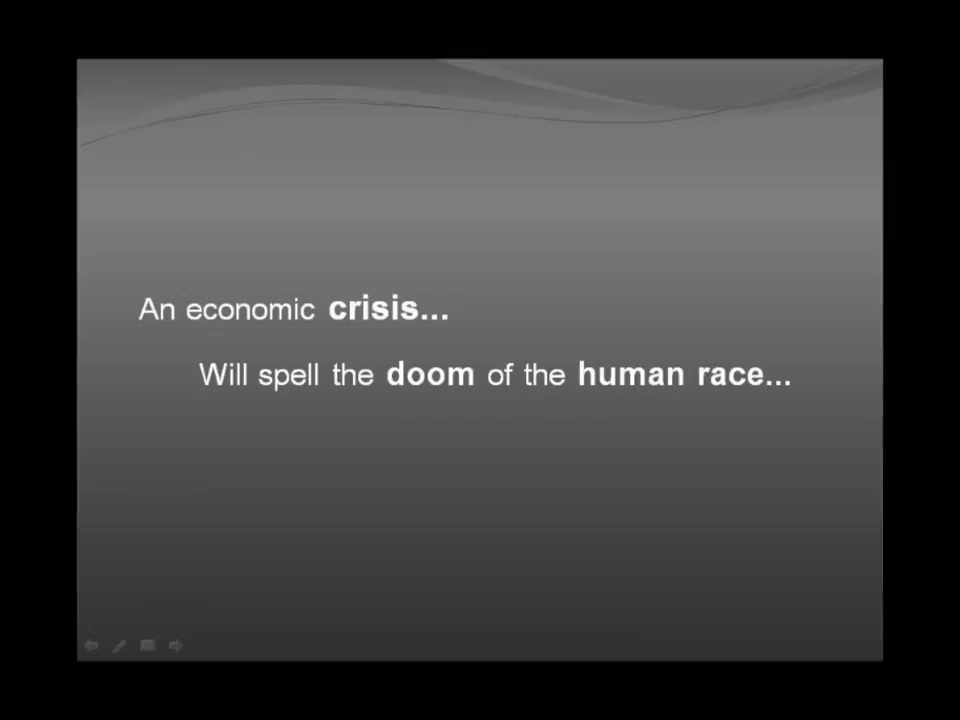 An economic crisis...
Will spell the doom of the human race...